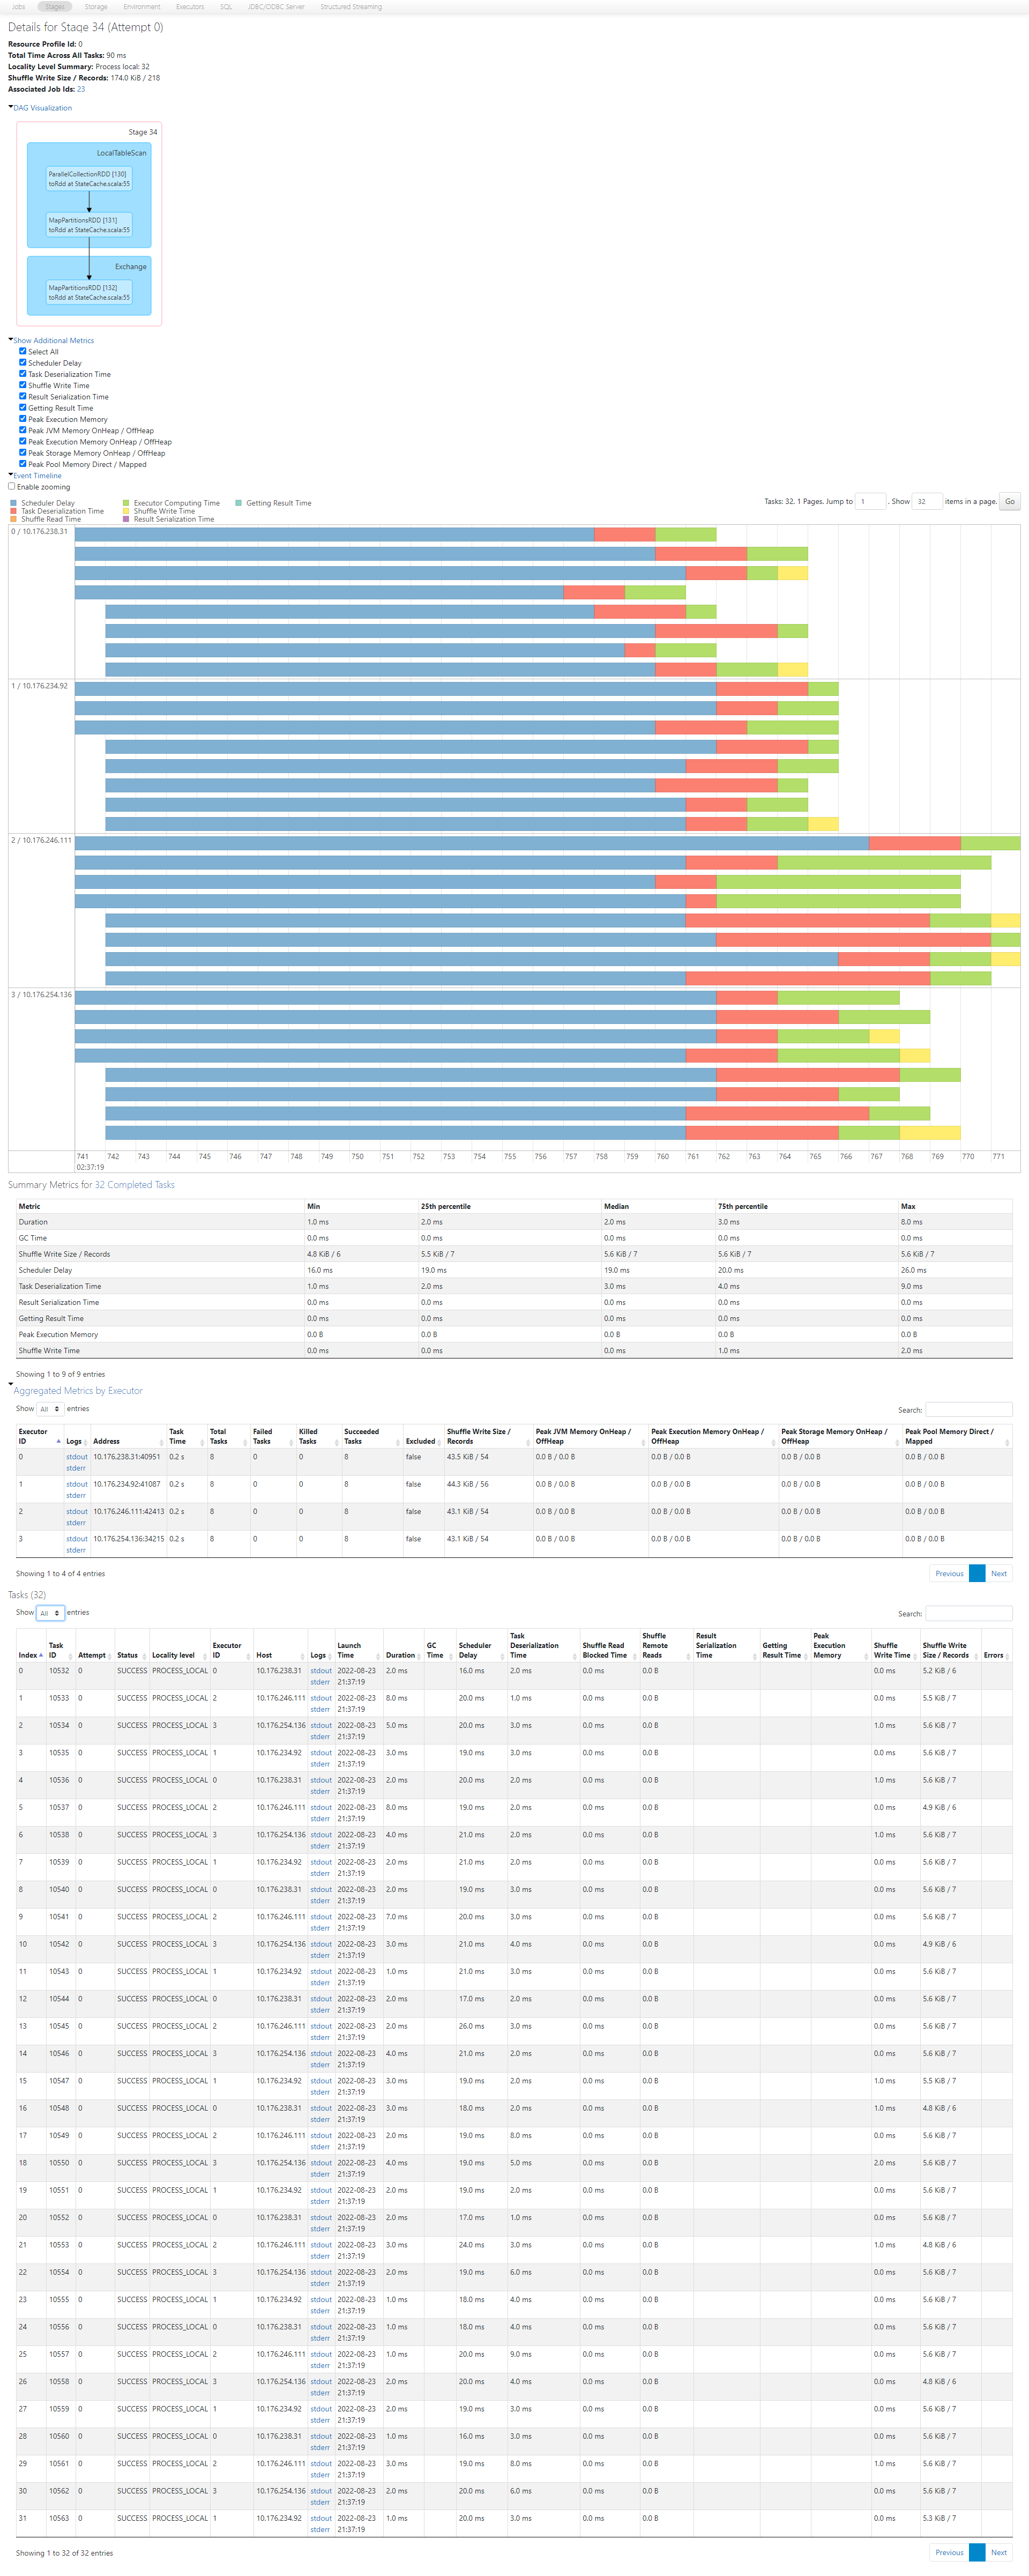 Jobs Stages Storage Environment Executors SQL JDBC/ODBC Server Structured Streaming
Details for Stage 34 (Attempt 0)
Resource Profile Id: 0
Total Time Across All Tasks: 90 ms
Locality Level Summary: Process local: 32
Shuffle Write Size / Records: 174.0 KiB / 218
Associated Job Ids: 23
DAG Visualization
Stage 34
LocalTableScan
ParallelCollectionRDD [130]
toRdd at StateCache.scala:55
MapPartitionsRDD [131]
toRdd at StateCache.scala:55
Exchange
MapPartitionsRDD [132]
toRdd at StateCache.scala:55
Show Additional Metrics
Select All
Scheduler Delay
Task Deserialization Time
Shuffle Write Time
Result Serialization Time
Getting Result Time
Peak Execution Memory
Peak JVM Memory OnHeap / OffHeap
Peak Execution Memory OnHeap / OffHeap
Peak Storage Memory OnHeap / OffHeap
Peak Pool Memory Direct / Mapped
Event Timeline
Enable zooming
Scheduler Delay Executor Computing Time Getting Result Time
Task Deserialization Time Shuffle Write Time
Shuffle Read Time Result Serialization Time
Tasks: 32. 1 Pages. Jump to 1 . Show 32 items in a page. Go
0 / 10.176.238.31
1 / 10.176.234.92
2 / 10.176.246.111
3 / 10.176.254.136
741 742 743 744 745 746 747 748 749 750 751 752 753 754 755 756 757 758 759 760 761 762 763 764 765 766 767 768 769 770 771
02:37:19
Summary Metrics for 32 Completed Tasks
Metric Min 25th percentile Median 75th percentile Max
Duration 1.0 ms 2.0 ms 2.0 ms 3.0 ms 8.0 ms
GC Time 0.0 ms 0.0 ms 0.0 ms 0.0 ms 0.0 ms
Shuffle Write Size / Records 4.8 KiB / 6 5.5 KiB / 7 5.6 KiB / 7 5.6 KiB / 7 5.6 KiB / 7
Scheduler Delay 16.0 ms 19.0 ms 19.0 ms 20.0 ms 26.0 ms
Task Deserialization Time 1.0 ms 2.0 ms 3.0 ms 4.0 ms 9.0 ms
Result Serialization Time 0.0 ms 0.0 ms 0.0 ms 0.0 ms 0.0 ms
Getting Result Time 0.0 ms 0.0 ms 0.0 ms 0.0 ms 0.0 ms
Peak Execution Memory 0.0 B 0.0 B 0.0 B 0.0 B 0.0 B
Shuffle Write Time 0.0 ms 0.0 ms 0.0 ms 1.0 ms 2.0 ms
Showing 1 to 9 of 9 entries
Aggregated Metrics by Executor
Show All entries Search:
Executor ID Logs Address Task Time Total Tasks Failed Tasks Killed Tasks Succeeded Tasks Excluded Shuffle Write Size / Records Peak JVM Memory OnHeap / OffHeap Peak Execution Memory OnHeap / OffHeap Peak Storage Memory OnHeap / OffHeap Peak Pool Memory Direct / Mapped
0 stdout 10.176.238.31:40951 0.2 s 8 0 0 8 false 43.5 KiB / 54 0.0 B / 0.0 B 0.0 B / 0.0 B 0.0 B / 0.0 B 0.0 B / 0.0 B
stderr
1 stdout 10.176.234.92:41087 0.2 s 8 0 0 8 false 44.3 KiB / 56 0.0 B / 0.0 B 0.0 B / 0.0 B 0.0 B / 0.0 B 0.0 B / 0.0 B
stderr
2 stdout 10.176.246.111:42413 0.2 s 8 0 0 8 false 43.1 KiB / 54 0.0 B / 0.0 B 0.0 B / 0.0 B 0.0 B / 0.0 B 0.0 B / 0.0 B
stderr
3 stdout 10.176.254.136:34215 0.2 s 8 0 0 8 false 43.1 KiB / 54 0.0 B / 0.0 B 0.0 B / 0.0 B 0.0 B / 0.0 B 0.0 B / 0.0 B
stderr
Showing 1 to 4 of 4 entries Previous Next
Tasks (32)
Show All entries Search:
Index Task ID Attempt Status Locality level Executor ID Host Logs Launch Time Duration GC Time Scheduler Delay Task Deserialization Time Shuffle Read Blocked Time Shuffle Remote Reads Result Serialization Time Getting Result Time Peak Execution Memory Shuffle Write Time Shuffle Write Size / Records Errors
0 10532 0 SUCCESS PROCESS_LOCAL 0 10.176.238.31 stdout 2022-08-23 2.0 ms 16.0 ms 2.0 ms 0.0 ms 0.0 B 0.0 ms 5.2 KiB / 6
stderr 21:37:19
1 10533 0 SUCCESS PROCESS_LOCAL 2 10.176.246.111 stdout 2022-08-23 8.0 ms 20.0 ms 1.0 ms 0.0 ms 0.0 B 0.0 ms 5.5 KiB / 7
stderr 21:37:19
2 10534 0 SUCCESS PROCESS_LOCAL 3 10.176.254.136 stdout 2022-08-23 5.0 ms 20.0 ms 3.0 ms 0.0 ms 0.0 B 1.0 ms 5.6 KiB / 7
stderr 21:37:19
3 10535 0 SUCCESS PROCESS_LOCAL 1 10.176.234.92 stdout 2022-08-23 3.0 ms 19.0 ms 3.0 ms 0.0 ms 0.0 B 0.0 ms 5.6 KiB / 7
stderr 21:37:19
4 10536 0 SUCCESS PROCESS_LOCAL 0 10.176.238.31 stdout 2022-08-23 2.0 ms 20.0 ms 2.0 ms 0.0 ms 0.0 B 1.0 ms 5.6 KiB / 7
stderr 21:37:19
5 10537 0 SUCCESS PROCESS_LOCAL 2 10.176.246.111 stdout 2022-08-23 8.0 ms 19.0 ms 2.0 ms 0.0 ms 0.0 B 0.0 ms 4.9 KiB / 6
stderr 21:37:19
6 10538 0 SUCCESS PROCESS_LOCAL 3 10.176.254.136 stdout 2022-08-23 4.0 ms 21.0 ms 2.0 ms 0.0 ms 0.0 B 1.0 ms 5.6 KiB / 7
stderr 21:37:19
7 10539 0 SUCCESS PROCESS_LOCAL 1 10.176.234.92 stdout 2022-08-23 2.0 ms 21.0 ms 2.0 ms 0.0 ms 0.0 B 0.0 ms 5.6 KiB / 7
stderr 21:37:19
8 10540 0 SUCCESS PROCESS_LOCAL 0 10.176.238.31 stdout 2022-08-23 2.0 ms 19.0 ms 3.0 ms 0.0 ms 0.0 B 0.0 ms 5.6 KiB / 7
stderr 21:37:19
9 10541 0 SUCCESS PROCESS_LOCAL 2 10.176.246.111 stdout 2022-08-23 7.0 ms 20.0 ms 3.0 ms 0.0 ms 0.0 B 0.0 ms 5.6 KiB / 7
stderr 21:37:19
10 10542 0 SUCCESS PROCESS_LOCAL 3 10.176.254.136 stdout 2022-08-23 3.0 ms 21.0 ms 4.0 ms 0.0 ms 0.0 B 0.0 ms 4.9 KiB / 6
stderr 21:37:19
11 10543 0 SUCCESS PROCESS_LOCAL 1 10.176.234.92 stdout 2022-08-23 1.0 ms 21.0 ms 3.0 ms 0.0 ms 0.0 B 0.0 ms 5.6 KiB / 7
stderr 21:37:19
12 10544 0 SUCCESS PROCESS_LOCAL 0 10.176.238.31 stdout 2022-08-23 2.0 ms 17.0 ms 2.0 ms 0.0 ms 0.0 B 0.0 ms 5.6 KiB / 7
stderr 21:37:19
13 10545 0 SUCCESS PROCESS_LOCAL 2 10.176.246.111 stdout 2022-08-23 2.0 ms 26.0 ms 3.0 ms 0.0 ms 0.0 B 0.0 ms 5.6 KiB / 7
stderr 21:37:19
14 10546 0 SUCCESS PROCESS_LOCAL 3 10.176.254.136 stdout 2022-08-23 4.0 ms 21.0 ms 2.0 ms 0.0 ms 0.0 B 0.0 ms 5.6 KiB / 7
stderr 21:37:19
15 10547 0 SUCCESS PROCESS_LOCAL 1 10.176.234.92 stdout 2022-08-23 3.0 ms 19.0 ms 2.0 ms 0.0 ms 0.0 B 1.0 ms 5.5 KiB / 7
stderr 21:37:19
16 10548 0 SUCCESS PROCESS_LOCAL 0 10.176.238.31 stdout 2022-08-23 3.0 ms 18.0 ms 2.0 ms 0.0 ms 0.0 B 1.0 ms 4.8 KiB / 6
stderr 21:37:19
17 10549 0 SUCCESS PROCESS_LOCAL 2 10.176.246.111 stdout 2022-08-23 2.0 ms 19.0 ms 8.0 ms 0.0 ms 0.0 B 0.0 ms 5.6 KiB / 7
stderr 21:37:19
18 10550 0 SUCCESS PROCESS_LOCAL 3 10.176.254.136 stdout 2022-08-23 4.0 ms 19.0 ms 5.0 ms 0.0 ms 0.0 B 2.0 ms 5.6 KiB / 7
stderr 21:37:19
19 10551 0 SUCCESS PROCESS_LOCAL 1 10.176.234.92 stdout 2022-08-23 2.0 ms 19.0 ms 2.0 ms 0.0 ms 0.0 B 0.0 ms 5.6 KiB / 7
stderr 21:37:19
20 10552 0 SUCCESS PROCESS_LOCAL 0 10.176.238.31 stdout 2022-08-23 2.0 ms 17.0 ms 1.0 ms 0.0 ms 0.0 B 0.0 ms 5.6 KiB / 7
stderr 21:37:19
21 10553 0 SUCCESS PROCESS_LOCAL 2 10.176.246.111 stdout 2022-08-23 3.0 ms 24.0 ms 3.0 ms 0.0 ms 0.0 B 1.0 ms 4.8 KiB / 6
stderr 21:37:19
22 10554 0 SUCCESS PROCESS_LOCAL 3 10.176.254.136 stdout 2022-08-23 2.0 ms 19.0 ms 6.0 ms 0.0 ms 0.0 B 0.0 ms 5.6 KiB / 7
stderr 21:37:19
23 10555 0 SUCCESS PROCESS_LOCAL 1 10.176.234.92 stdout 2022-08-23 1.0 ms 18.0 ms 4.0 ms 0.0 ms 0.0 B 0.0 ms 5.6 KiB / 7
stderr 21:37:19
24 10556 0 SUCCESS PROCESS_LOCAL 0 10.176.238.31 stdout 2022-08-23 1.0 ms 18.0 ms 4.0 ms 0.0 ms 0.0 B 0.0 ms 5.6 KiB / 7
stderr 21:37:19
25 10557 0 SUCCESS PROCESS_LOCAL 2 10.176.246.111 stdout 2022-08-23 1.0 ms 20.0 ms 9.0 ms 0.0 ms 0.0 B 0.0 ms 5.6 KiB / 7
stderr 21:37:19
26 10558 0 SUCCESS PROCESS_LOCAL 3 10.176.254.136 stdout 2022-08-23 2.0 ms 20.0 ms 4.0 ms 0.0 ms 0.0 B 0.0 ms 4.8 KiB / 6
stderr 21:37:19
27 10559 0 SUCCESS PROCESS_LOCAL 1 10.176.234.92 stdout 2022-08-23 2.0 ms 19.0 ms 3.0 ms 0.0 ms 0.0 B 0.0 ms 5.6 KiB / 7
stderr 21:37:19
28 10560 0 SUCCESS PROCESS_LOCAL 0 10.176.238.31 stdout 2022-08-23 1.0 ms 16.0 ms 3.0 ms 0.0 ms 0.0 B 0.0 ms 5.6 KiB / 7
stderr 21:37:19
29 10561 0 SUCCESS PROCESS_LOCAL 2 10.176.246.111 stdout 2022-08-23 3.0 ms 19.0 ms 8.0 ms 0.0 ms 0.0 B 1.0 ms 5.6 KiB / 7
stderr 21:37:19
30 10562 0 SUCCESS PROCESS_LOCAL 3 10.176.254.136 stdout 2022-08-23 2.0 ms 19.0 ms 6.0 ms 0.0 ms 0.0 B 0.0 ms 5.6 KiB / 7
stderr 21:37:19
31 10563 0 SUCCESS PROCESS_LOCAL 1 10.176.234.92 stdout 2022-08-23 1.0 ms 20.0 ms 3.0 ms 0.0 ms 0.0 B 0.0 ms 5.3 KiB / 7
stderr 21:37:19
Showing 1 to 32 of 32 entries Previous Next